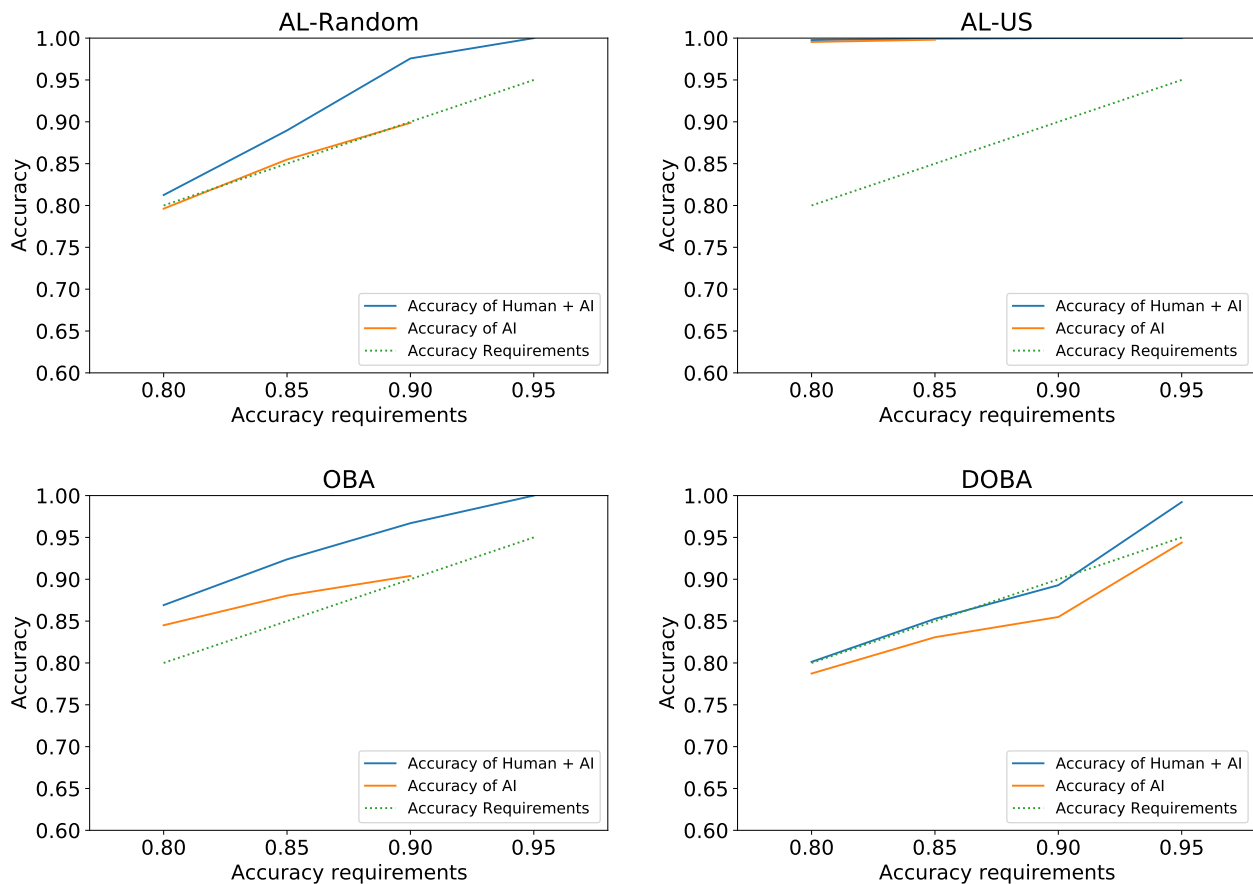 AL-Random
1.00
0.95
0.90
0.85
0.80
0.75
0.70
0.65
0.60
Accuracy
0.80 0.85 0.90 0.95
Accuracy requirements
Accuracy of Human + AI
Accuracy of AI
Accuracy Requirements
AL-US
1.00
0.95
0.90
0.85
0.80
0.75
0.70
0.65
0.60
Accuracy
0.80 0.85 0.90 0.95
Accuracy requirements
Accuracy of Human + AI
Accuracy of AI
Accuracy Requirements
OBA
1.00
0.95
0.90
0.85
0.80
0.75
0.70
0.65
0.60
Accuracy
0.80 0.85 0.90 0.95
Accuracy requirements
Accuracy of Human + AI
Accuracy of AI
Accuracy Requirements
DOBA
1.00
0.95
0.90
0.85
0.80
0.75
0.70
0.65
0.60
Accuracy
0.80 0.85 0.90 0.95
Accuracy requirements
Accuracy of Human + AI
Accuracy of AI
Accuracy Requirements